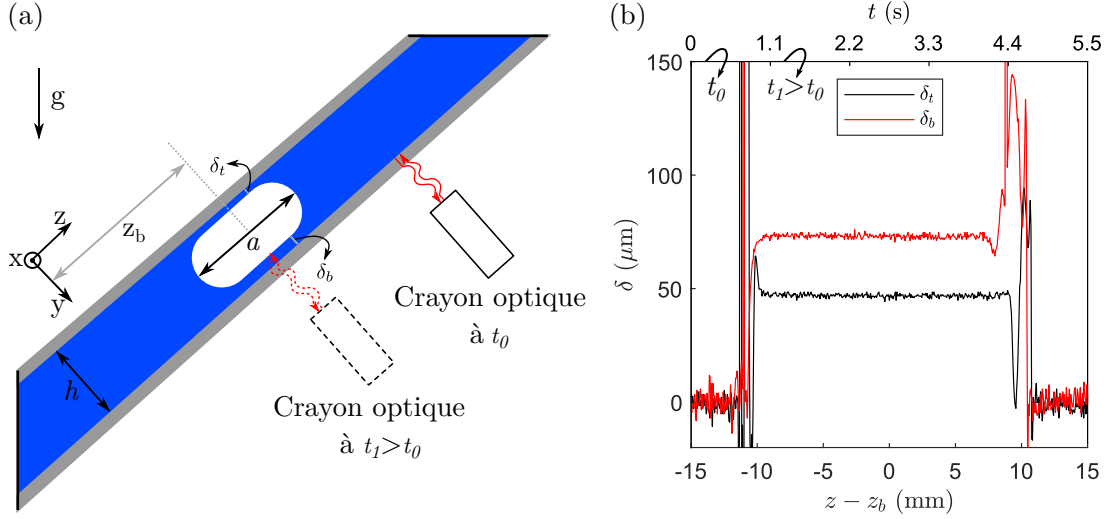 (a)
g
δt
z
zb
a
x
δb
y
h
Crayon optique
à t0
Crayon optique
à t1>t0
(b)
t (s)
0 1.1 2.2 3.3 4.4 5.5
t0 t1>t0
δt
δb
150
100
50
0
δ (μm)
-15 -10 -5 0 5 10 15
z − zb (mm)